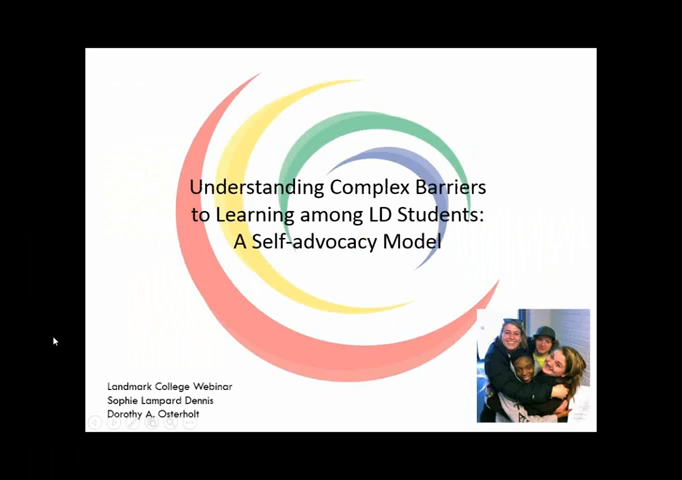 Understanding Complex Barriers
to Learning among LD Students:
A Self-advocacy Model
Landmark College Webinar
Sophie Lampard Dennis
Dorothy A. Osterholt